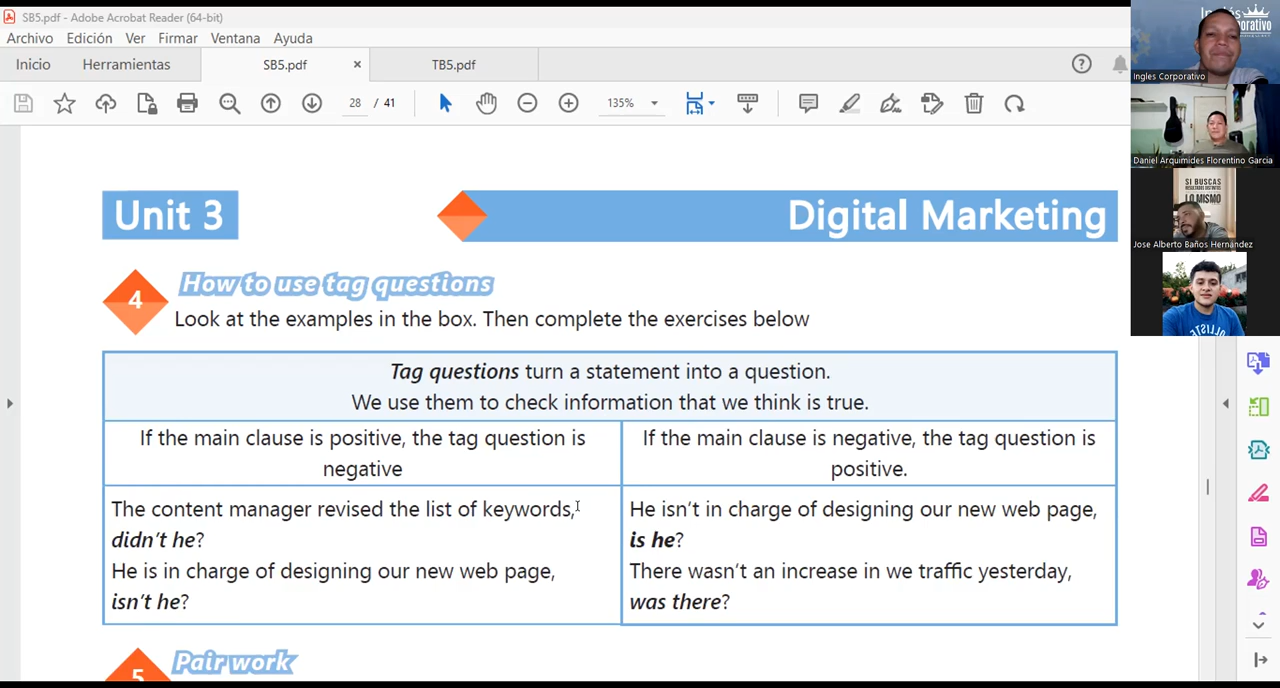 SB5.pdf - Adobe Acrobat Reader (64-bit)
Archivo Edición Ver Firmar Ventana Ayuda
Inicio Herramientas SB5.pdf × TB5.pdf
28 / 41 135%
Unit 3
Digital Marketing
4 How to use tag questions
Look at the examples in the box. Then complete the exercises below
Tag questions turn a statement into a question.
We use them to check information that we think is true.
If the main clause is positive, the tag question is
negative
If the main clause is negative, the tag question is
positive.
The content manager revised the list of keywords,
didn't he?
He is in charge of designing our new web page,
isn't he?
He isn't in charge of designing our new web page,
is he?
There wasn't an increase in we traffic yesterday,
was there?
5 Pair work
Ingles Corporativo
Daniel Arquimides Florentino Garcia
SI BUSCAS
RESULTADOS DISTINTOS
LO MISMO
Jose Alberto Baños Hernández